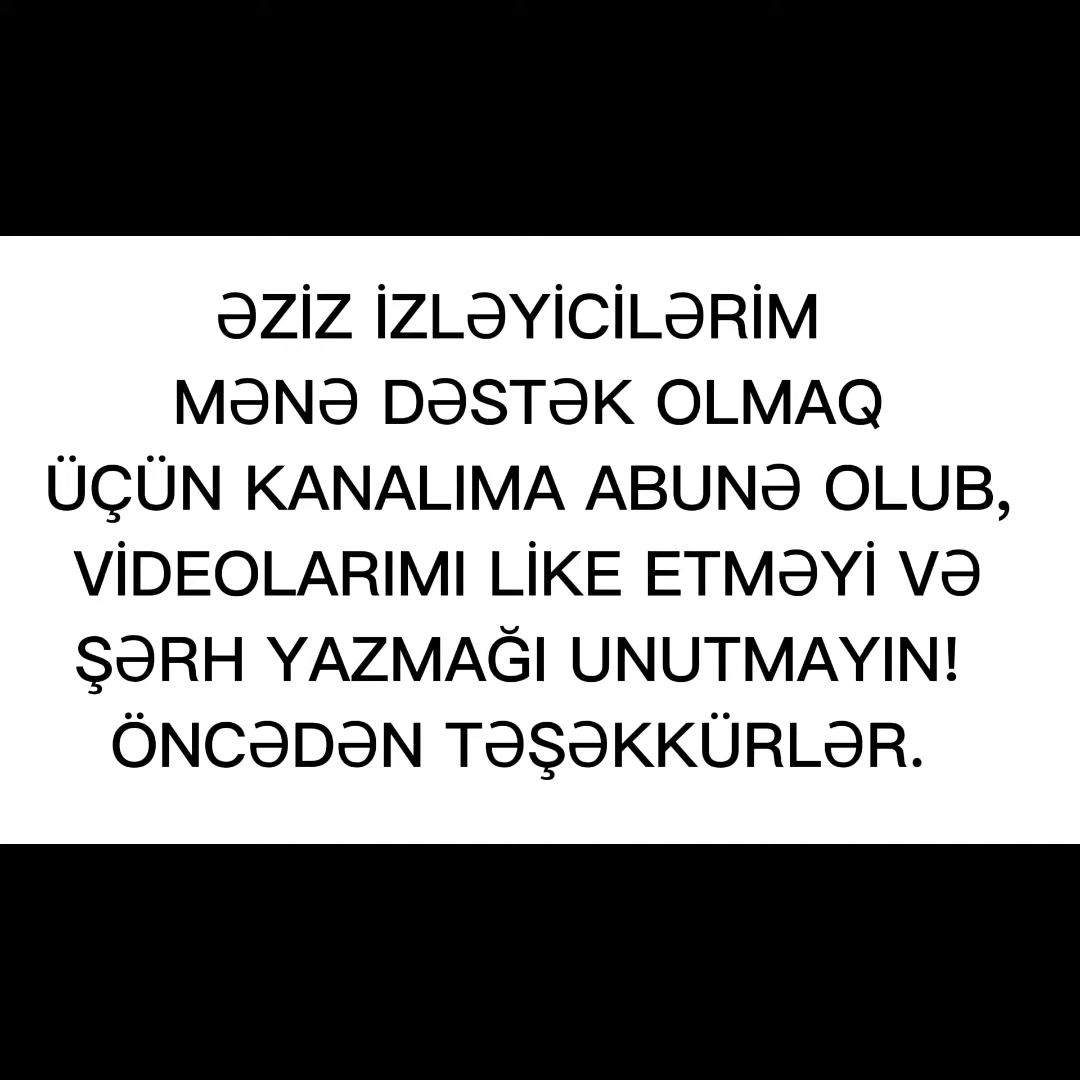 ƏZİZ İZLƏYİCİLƏRİM
MƏNƏ DƏSTƏK OLMAQ
ÜÇÜN KANALIMA ABUNƏ OLUB,
VİDEOLARIMI LİKE ETMƏYİ VƏ
ŞƏRH YAZMAĞI UNUTMAYIN!
ÖNCƏDƏN TƏŞƏKKÜRLƏR.